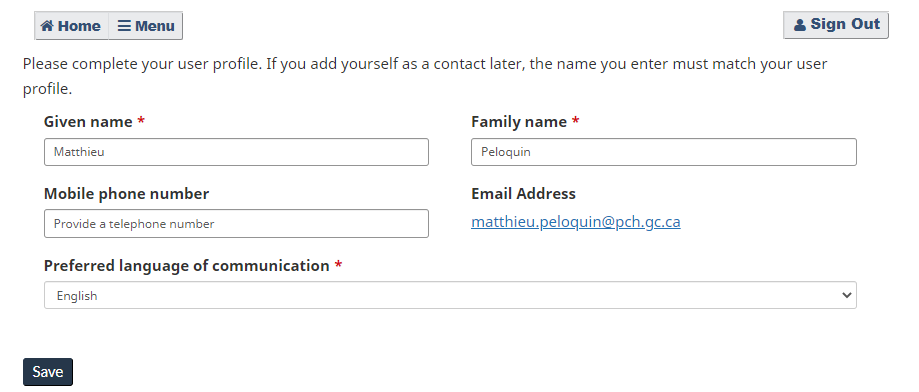 Home Menu Sign Out
Please complete your user profile. If you add yourself as a contact later, the name you enter must match your user
profile.
Given name * Family name *
Matthieu Peloquin
Mobile phone number Email Address
Provide a telephone number matthieu.peloquin@pch.gc.ca
Preferred language of communication *
English
Save